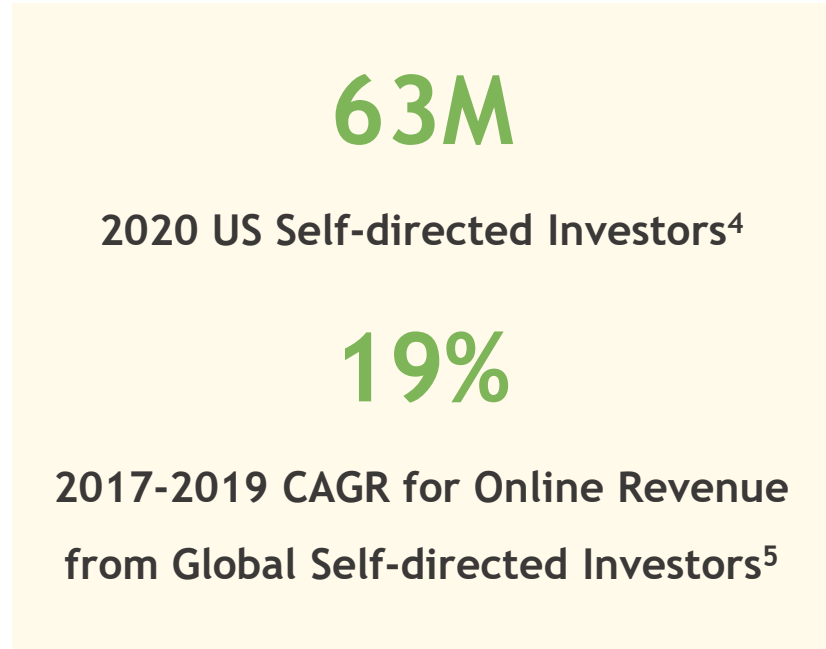 63M
2020 US Self-directed Investors⁴
19%
2017-2019 CAGR for Online Revenue
from Global Self-directed Investors⁵